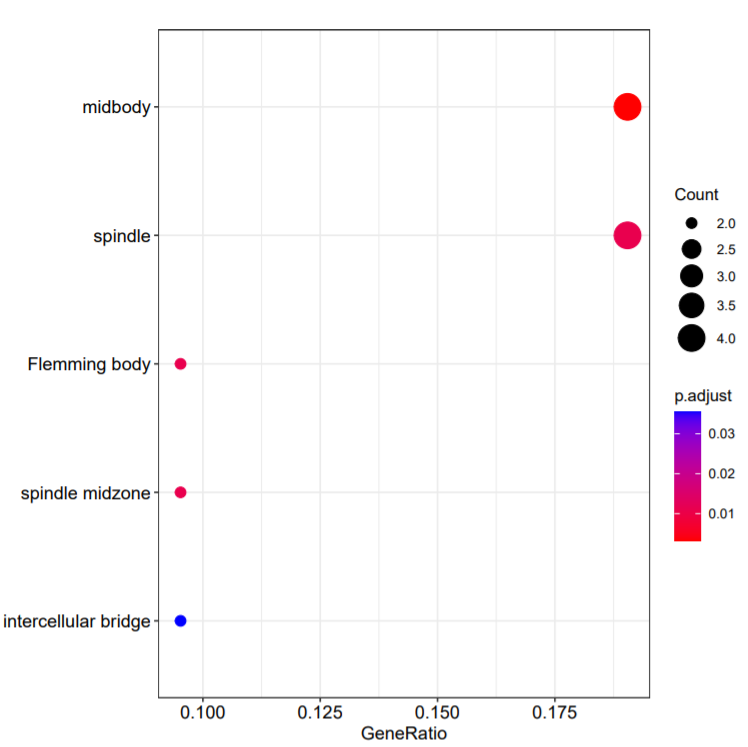 midbody
spindle
Flemming body
spindle midzone
intercellular bridge
0.100 0.125 0.150 0.175
GeneRatio
Count
2.0
2.5
3.0
3.5
4.0
p.adjust
0.03
0.02
0.01